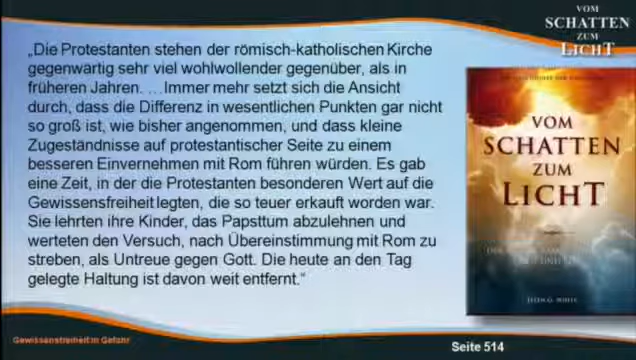 VOM
SCHATTEN
ZUM
LICHT
„Die Protestanten stehen der römisch-katholischen Kirche
gegenwärtig sehr viel wohlwollender gegenüber, als in
früheren Jahren. …Immer mehr setzt sich die Ansicht
durch, dass die Differenz in wesentlichen Punkten gar nicht
so groß ist, wie bisher angenommen, und dass kleine
Zugeständnisse auf protestantischer Seite zu einem
besseren Einvernehmen mit Rom führen würden. Es gab
eine Zeit, in der die Protestanten besonderen Wert auf die
Gewissensfreiheit legten, die so teuer erkauft worden war.
Sie lehrten ihre Kinder, das Papsttum abzulehnen und
werteten den Versuch, nach Übereinstimmung mit Rom zu
streben, als Untreue gegen Gott. Die heute an den Tag
gelegte Haltung ist davon weit entfernt.“
VOM
SCHATTEN
ZUM
LICHT
ELLEN G. WHITE
Gewissensfreiheit in Gefahr
Seite 514